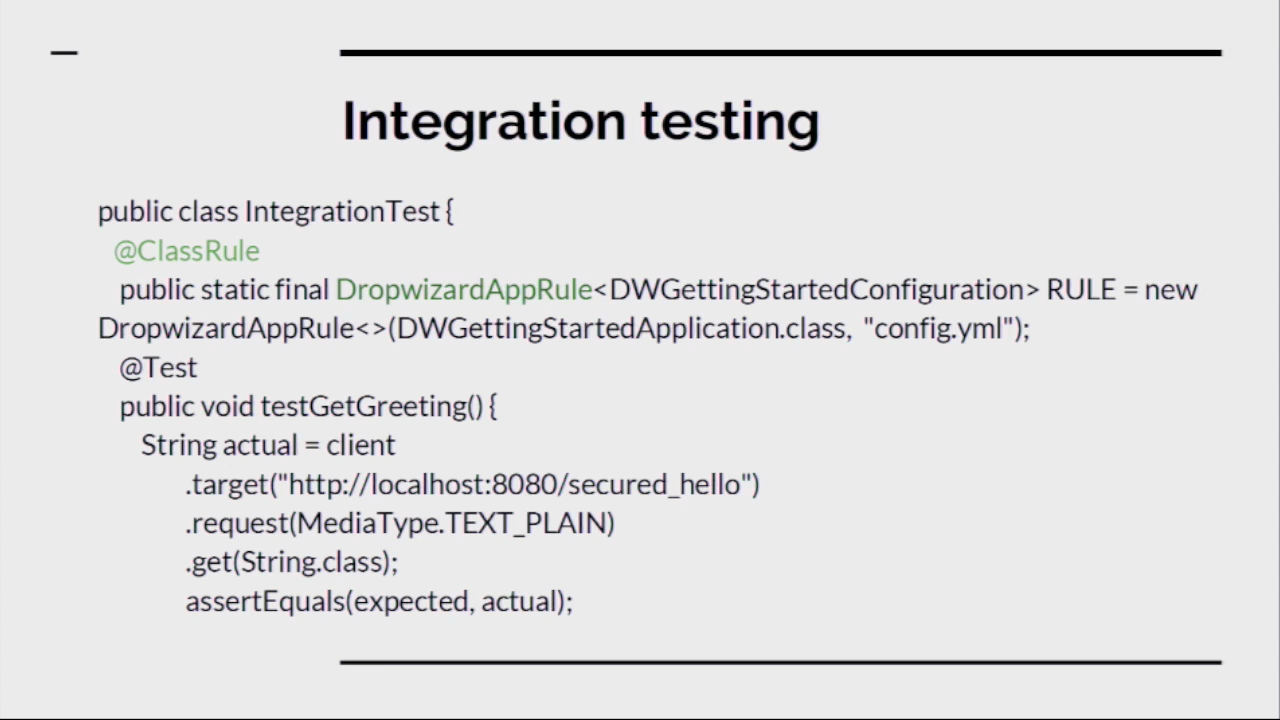 Integration testing
public class IntegrationTest {
@ClassRule
public static final DropwizardAppRule<DWGettingStartedConfiguration> RULE = new
DropwizardAppRule<>(DWGettingStartedApplication.class, "config.yml");
@Test
public void testGetGreeting() {
String actual = client
.target("http://localhost:8080/secured_hello")
.request(MediaType.TEXT_PLAIN)
.get(String.class);
assertEquals(expected, actual);